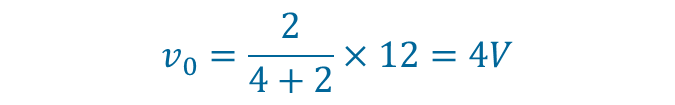 v₀ = 2/(4 + 2) × 12 = 4V